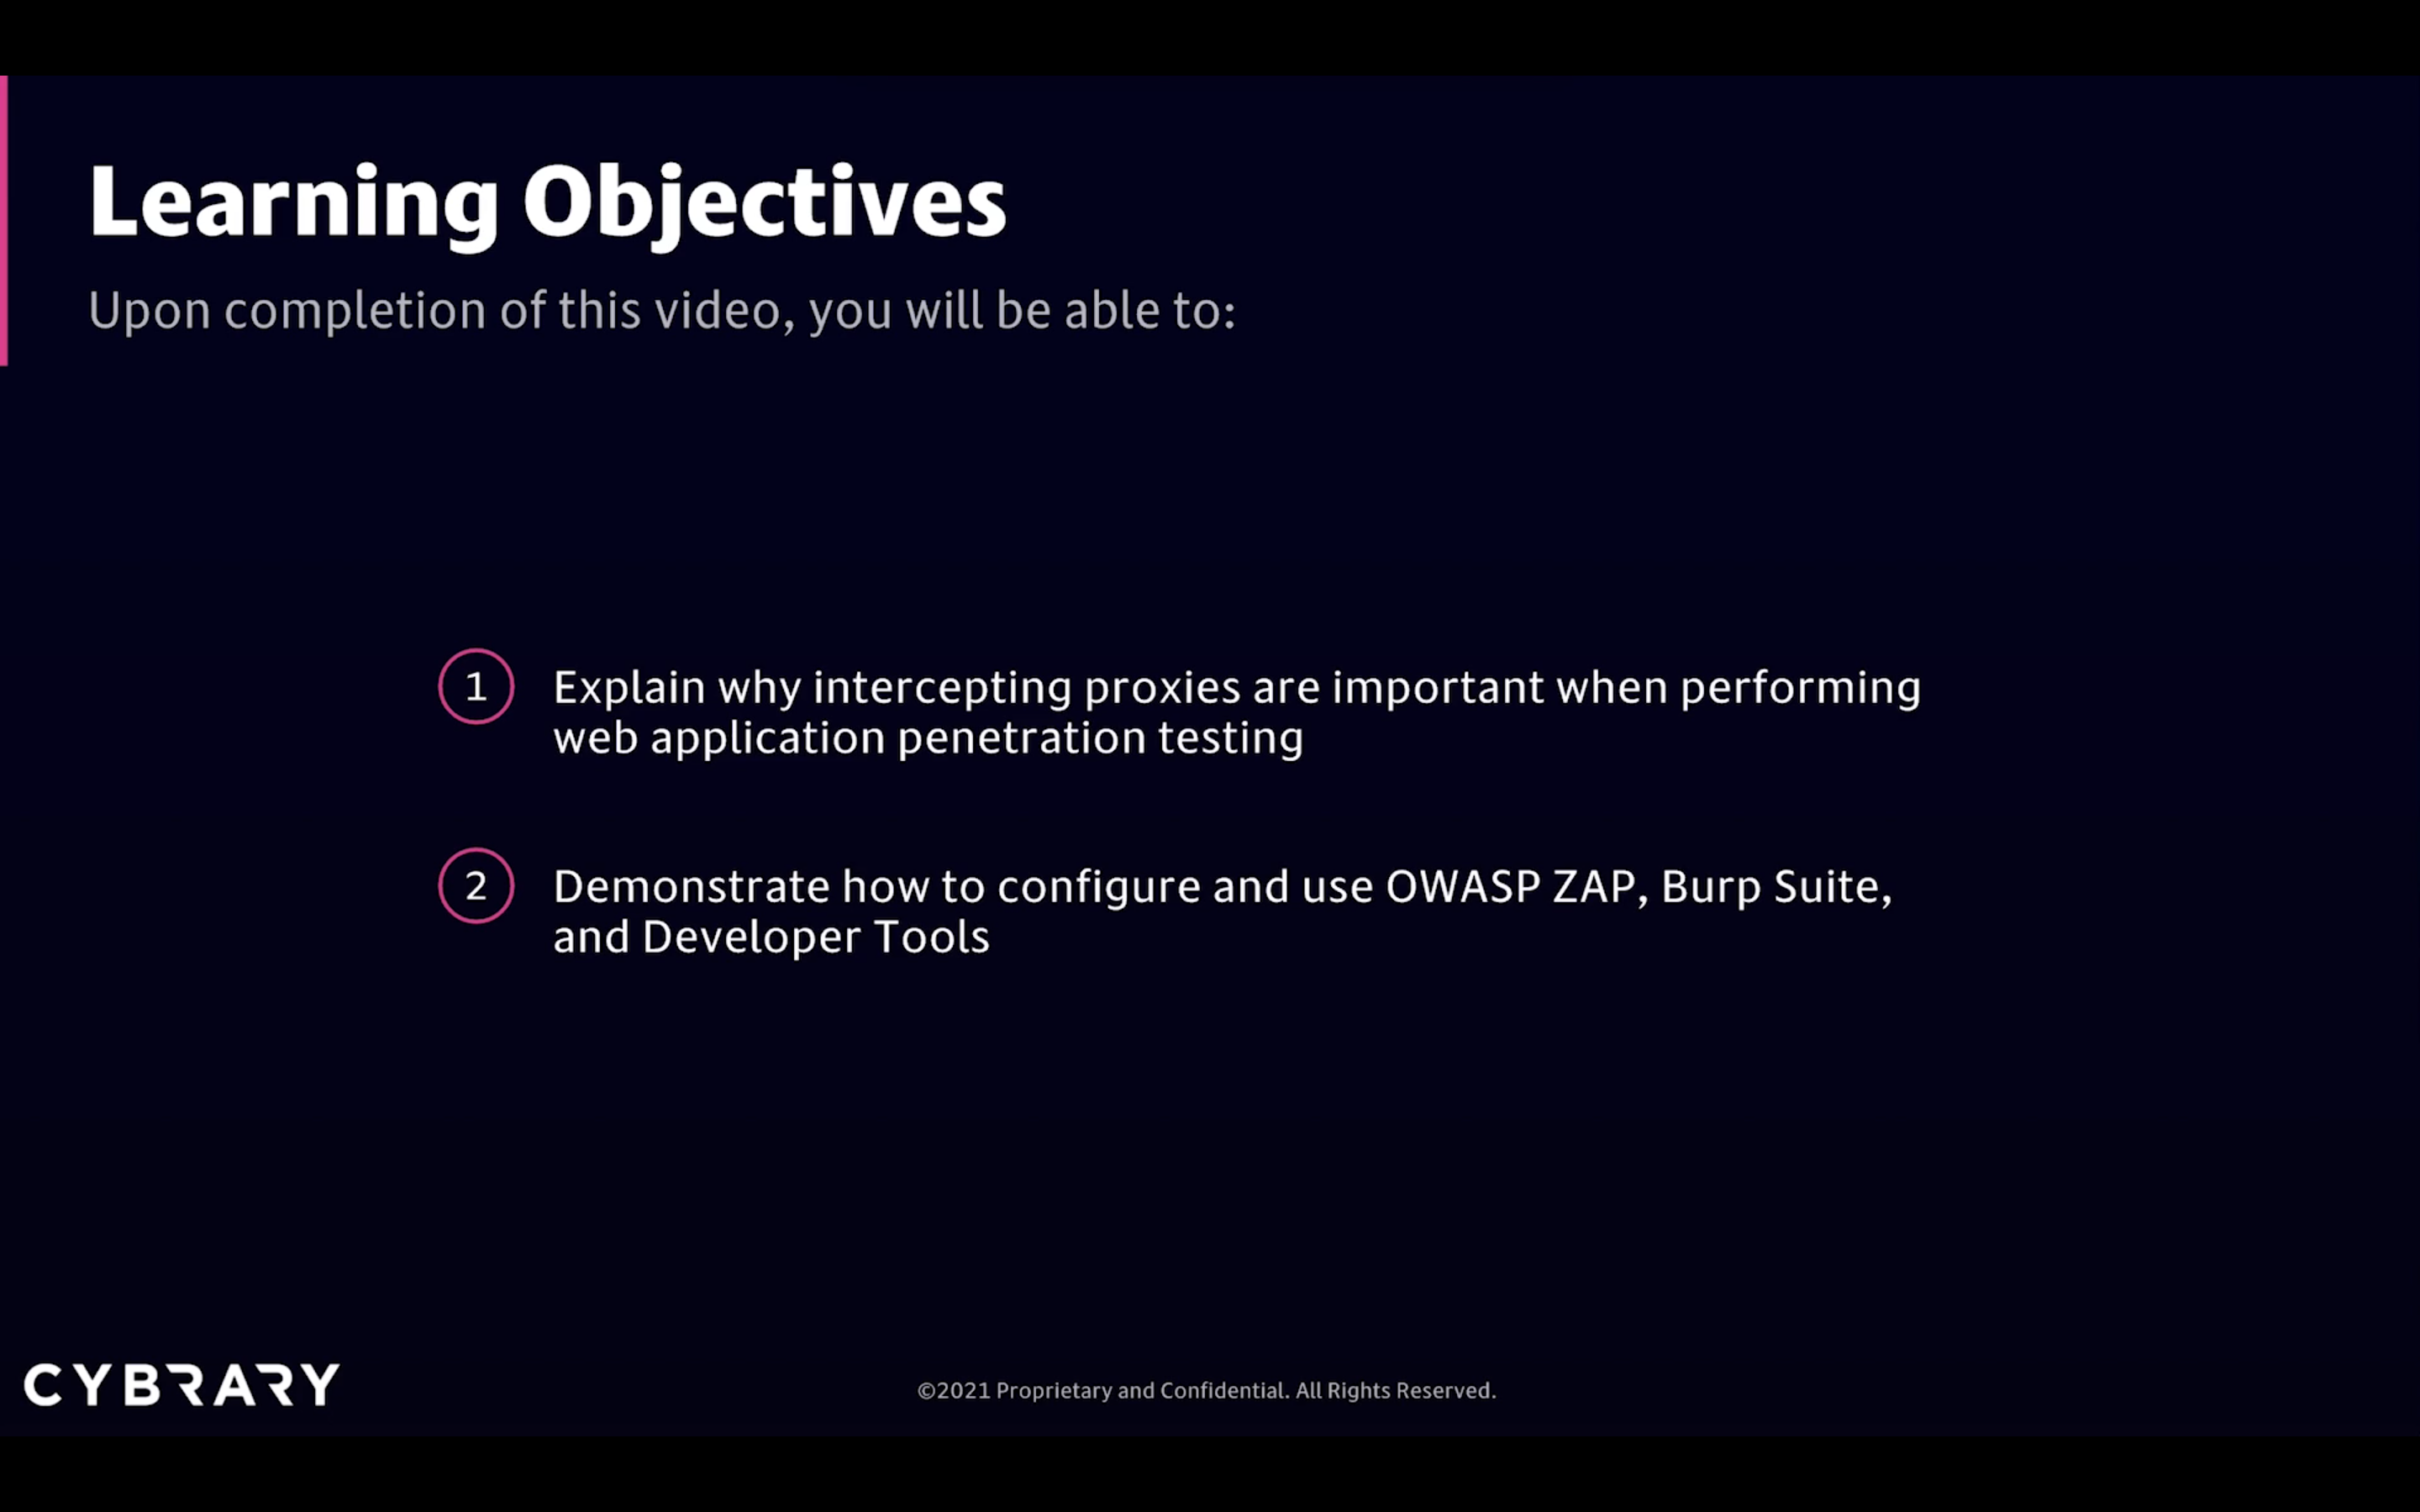 Learning Objectives
Upon completion of this video, you will be able to:
1 Explain why intercepting proxies are important when performing
web application penetration testing
2 Demonstrate how to configure and use OWASP ZAP, Burp Suite,
and Developer Tools
CYBRARY
©2021 Proprietary and Confidential. All Rights Reserved.